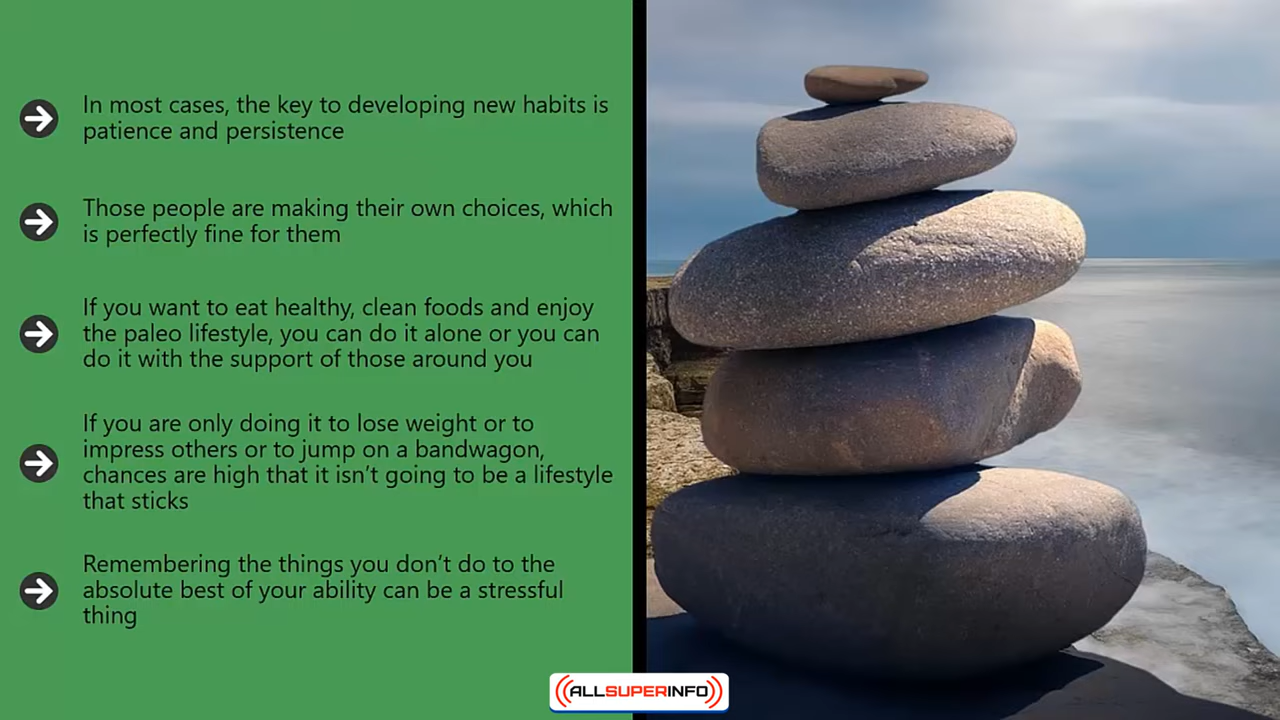 In most cases, the key to developing new habits is
patience and persistence
Those people are making their own choices, which
is perfectly fine for them
If you want to eat healthy, clean foods and enjoy
the paleo lifestyle, you can do it alone or you can
do it with the support of those around you
If you are only doing it to lose weight or to
impress others or to jump on a bandwagon,
chances are high that it isn’t going to be a lifestyle
that sticks
Remembering the things you don’t do to the
absolute best of your ability can be a stressful
thing
ALLSUPERINFO